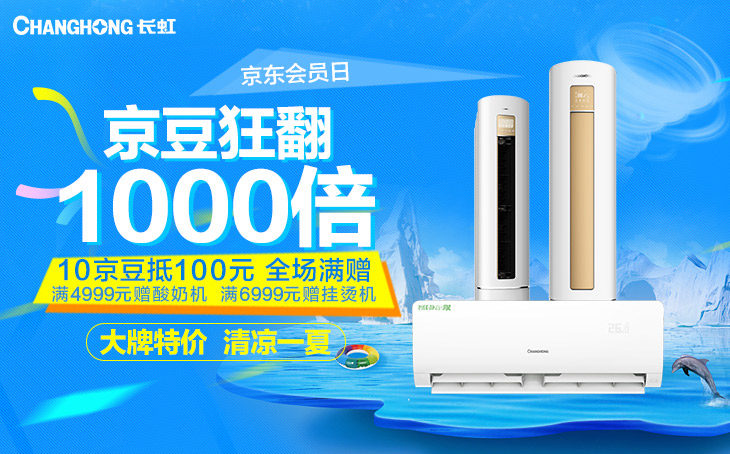 CHANGHONG 长虹
京东会员日
京豆狂翻
1000倍
10京豆抵100元 全场满赠
满4999元赠酸奶机 满6999元赠挂烫机
大牌特价 清凉一夏
CHANGHONG